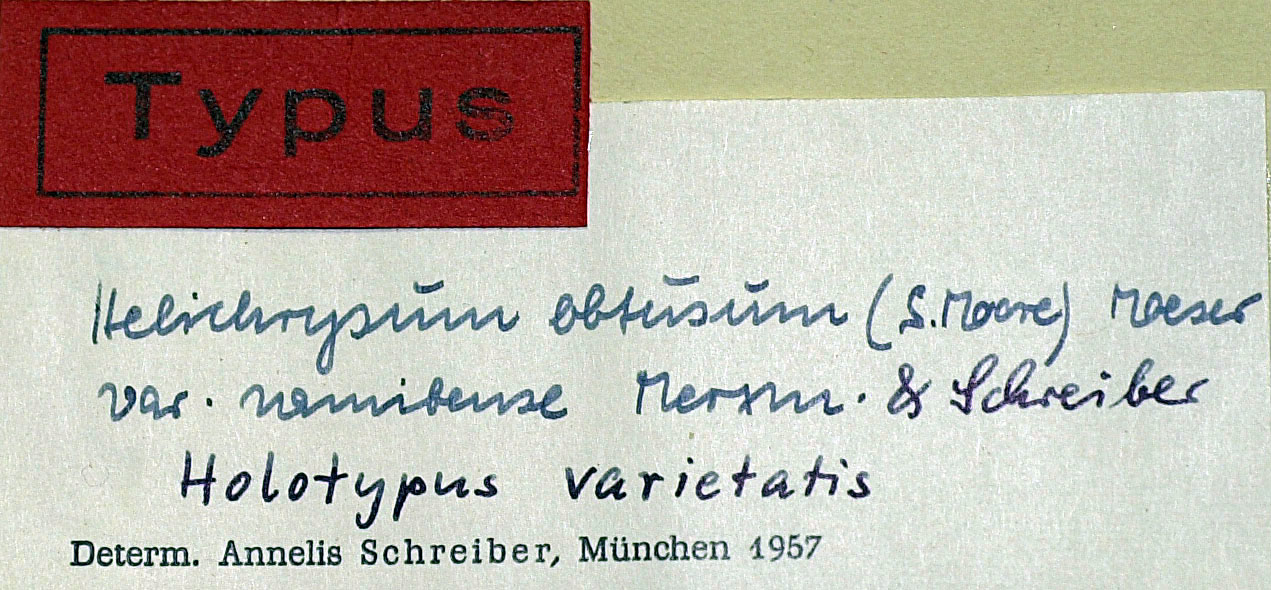 Typus
Helichrysum obtusum (S. Moore) Moeser
var. namibense Merxm. & Schreiber
Holotypus varietatis
Determ. Annelis Schreiber, München 1957